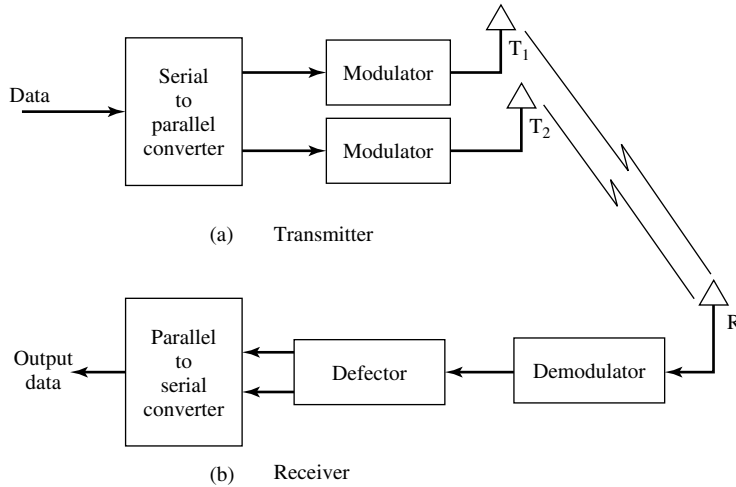 Data
Serial
to
parallel
converter
Modulator
T1
Modulator
T2
(a) Transmitter
R
Output
data
Parallel
to
serial
converter
Defector
Demodulator
(b) Receiver